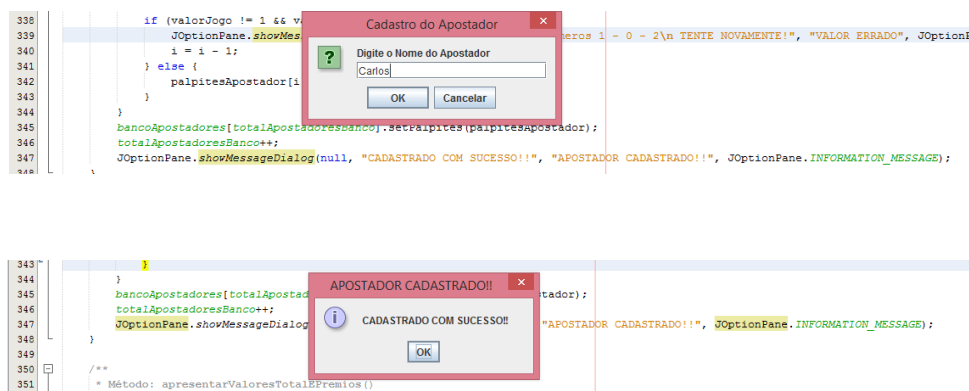 338 if (valorJogo != 1 && v
339 JOptionPane.showMes meros 1 - 0 - 2\n TENTE NOVAMENTE!", "VALOR ERRADO", JOptionP
340 i = i - 1;
341 } else {
342 palpitesApostador[i
343 }
344 }
345 bancoApostadores[totalApostadoresBanco].setPalpites(palpitesApostador);
346 totalApostadoresBanco++;
347 JOptionPane.showMessageDialog(null, "CADASTRADO COM SUCESSO!!", "APOSTADOR CADASTRADO!!", JOptionPane.INFORMATION_MESSAGE);
348 }
Cadastro do Apostador
Digite o Nome do Apostador
Carlos
OK Cancelar
343 }
344 }
345 bancoApostadores[totalApostad tador);
346 totalApostadoresBanco++;
347 JOptionPane.showMessageDialog "APOSTADOR CADASTRADO!!", JOptionPane.INFORMATION_MESSAGE);
348 }
349
350 /**
351 * Método: apresentarValoresTotalEPremios()
APOSTADOR CADASTRADO!!
CADASTRADO COM SUCESSO!!
OK